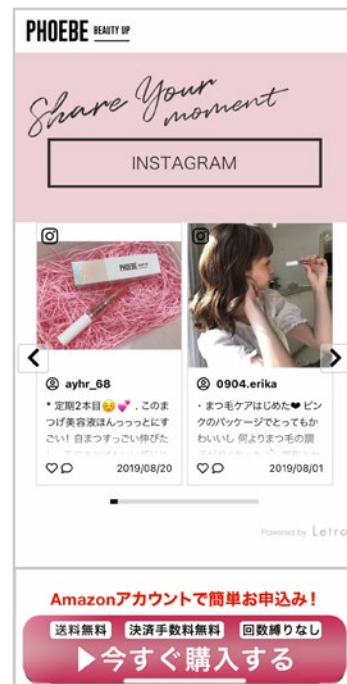 PHOEBE BEAUTY UP
Share Your
moment
INSTAGRAM
PHOEBE
ayhr_68
* 定期2本目😌💕 . このま
つげ美容液ほんっっっとにす
ごい! 自まつすっごい伸びた
2019/08/20
0904.erika
・まつ毛ケアはじめた❤ ピン
クのパッケージでとってもか
わいいし 何よりまつ毛の調
2019/08/01
Powered by Letro
Amazonアカウントで簡単お申込み!
送料無料 決済手数料無料 回数縛りなし
▶今すぐ購入する